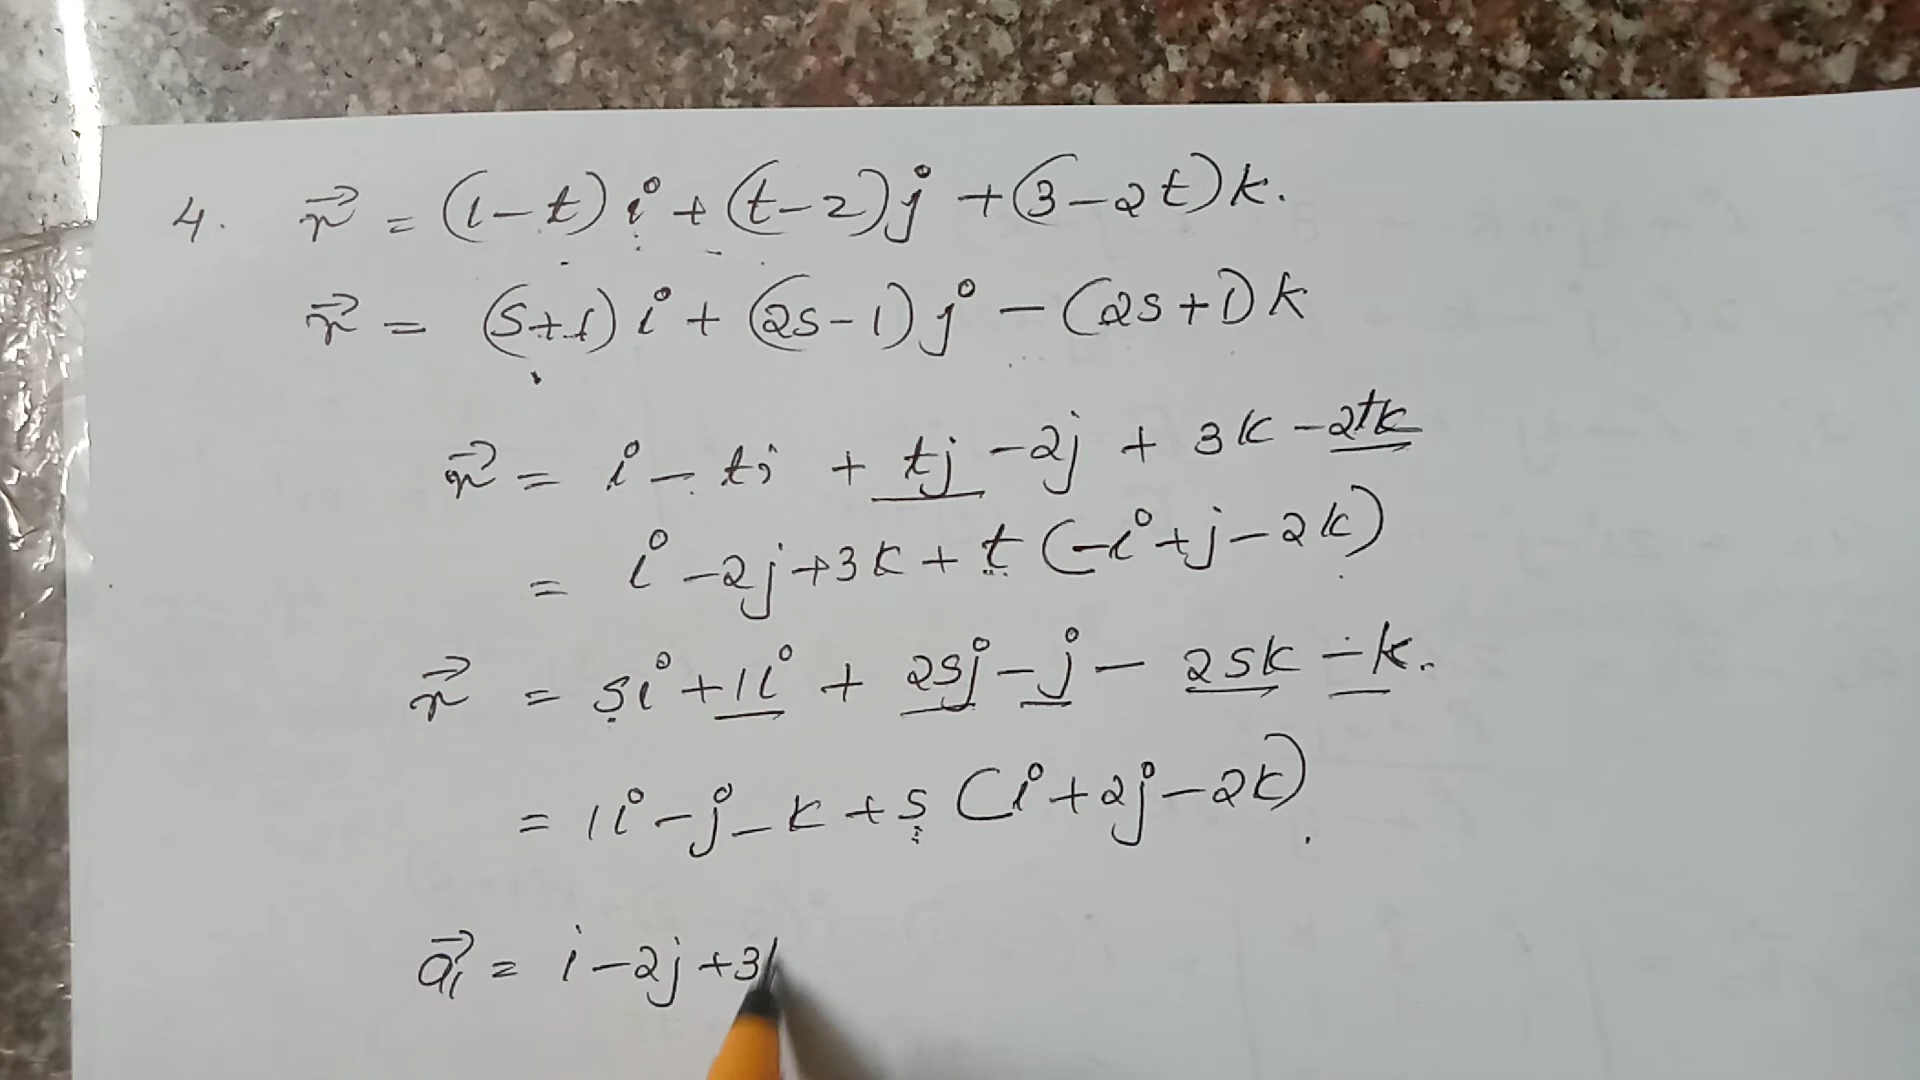 4. r⃗ = (1-t)i + (t-2)j + (3-2t)k.
r⃗ = (s+1)i + (2s-1)j - (2s+1)k
r⃗ = i - ti + tj - 2j + 3k - 2tk
= i - 2j + 3k + t(-i + j - 2k)
r⃗ = si + 1i + 2sj - j - 2sk - k.
= 1i - j - k + s(i + 2j - 2k).
a⃗₁ = i - 2j + 3k